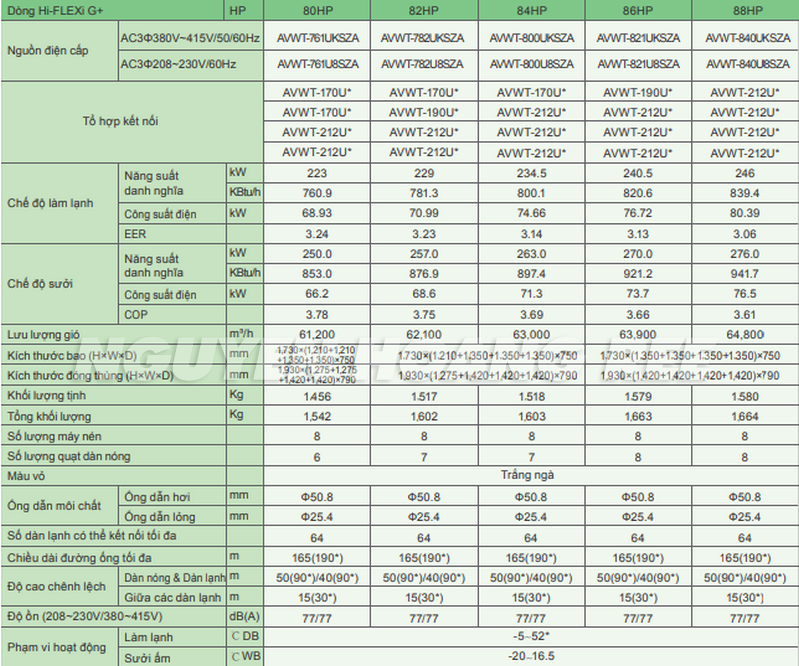 Dòng Hi-FLEXi G+ HP 80HP 82HP 84HP 86HP 88HP
Nguồn điện cấp AC3Φ380V~415V/50/60Hz AVWT-761UKSZA AVWT-782UKSZA AVWT-800UKSZA AVWT-821UKSZA AVWT-840UKSZA
AC3Φ208~230V/60Hz AVWT-761U8SZA AVWT-782U8SZA AVWT-800U8SZA AVWT-821U8SZA AVWT-840U8SZA
Tổ hợp kết nối AVWT-170U* AVWT-170U* AVWT-170U* AVWT-190U* AVWT-212U*
AVWT-170U* AVWT-190U* AVWT-212U* AVWT-212U* AVWT-212U*
AVWT-212U* AVWT-212U* AVWT-212U* AVWT-212U* AVWT-212U*
AVWT-212U* AVWT-212U* AVWT-212U* AVWT-212U* AVWT-212U*
Chế độ làm lạnh Năng suất danh nghĩa kW 223 229 234.5 240.5 246
KBtu/h 760.9 781.3 800.1 820.6 839.4
Công suất điện kW 68.93 70.99 74.66 76.72 80.39
EER 3.24 3.23 3.14 3.13 3.06
Chế độ sưởi Năng suất danh nghĩa kW 250.0 257.0 263.0 270.0 276.0
KBtu/h 853.0 876.9 897.4 921.2 941.7
Công suất điện kW 66.2 68.6 71.3 73.7 76.5
COP 3.78 3.75 3.69 3.66 3.61
Lưu lượng gió m³/h 61,200 62,100 63,000 63,900 64,800
Kích thước bao (H×W×D) mm 1,730×(1,210+1,210+1,350+1,350)×750 1,730×(1,210+1,350+1,350+1,350)×750 1,730×(1,350+1,350+1,350+1,350)×750
Kích thước đóng thùng (H×W×D) mm 1,930×(1,275+1,275+1,420+1,420)×790 1,930×(1,275+1,420+1,420+1,420)×790 1,930×(1,420+1,420+1,420+1,420)×790
Khối lượng tịnh Kg 1,456 1,517 1,518 1,579 1,580
Tổng khối lượng Kg 1,542 1,602 1,603 1,663 1,664
Số lượng máy nén 8 8 8 8 8
Số lượng quạt dàn nóng 6 7 7 8 8
Màu vỏ Trắng ngà
Ống dẫn môi chất Ống dẫn hơi mm Φ50.8 Φ50.8 Φ50.8 Φ50.8 Φ50.8
Ống dẫn lỏng mm Φ25.4 Φ25.4 Φ25.4 Φ25.4 Φ25.4
Số dàn lạnh có thể kết nối tối đa 64 64 64 64 64
Chiều dài đường ống tối đa m 165(190*) 165(190*) 165(190*) 165(190*) 165(190*)
Độ cao chênh lệch Dàn nóng & Dàn lạnh m 50(90*)/40(90*) 50(90*)/40(90*) 50(90*)/40(90*) 50(90*)/40(90*) 50(90*)/40(90*)
Giữa các dàn lạnh m 15(30*) 15(30*) 15(30*) 15(30*) 15(30*)
Độ ồn (208~230V/380~415V) dB(A) 77/77 77/77 77/77 77/77 77/77
Phạm vi hoạt động Làm lạnh ℃ DB -5~52*
Sưởi ấm ℃ WB -20~16.5